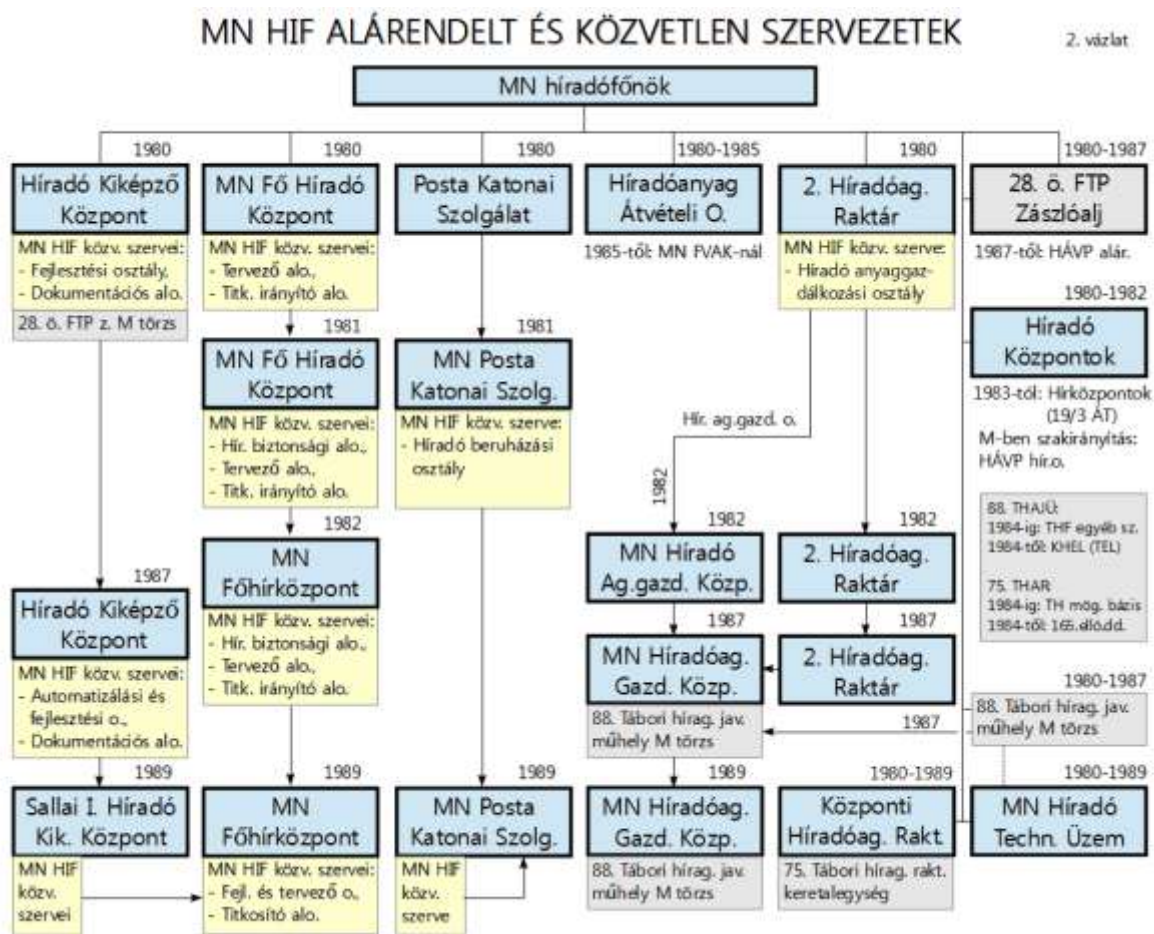 MN HIF ALÁRENDELT ÉS KÖZVETLEN SZERVEZETEK
2. vázlat
MN híradófőnök
1980
Híradó Kiképző
Központ
MN HIF közv. szervei:
- Fejlesztési osztály,
- Dokumentációs alo.
28. ö. FTP z. M törzs
1987
Híradó Kiképző
Központ
MN HIF közv. szervei:
- Automatizálási és
fejlesztési o.,
- Dokumentációs alo.
1989
Sallai I. Híradó
Kik. Központ
MN HIF
közv.
szervei
1980
MN Fő Híradó
Központ
MN HIF közv. szervei:
- Tervező alo.,
- Titk. irányító alo.
1981
MN Fő Híradó
Központ
MN HIF közv. szervei:
- Hír. biztonsági alo.,
- Tervező alo.,
- Titk. irányító alo.
1982
MN
Főhírközpont
MN HIF közv. szervei:
- Hír. biztonsági alo.,
- Tervező alo.,
- Titk. irányító alo.
1989
MN
Főhírközpont
MN HIF közv. szervei:
- Fejl. és tervező o.,
- Titkosító alo.
1980
Posta Katonai
Szolgálat
1981
MN Posta
Katonai Szolg.
MN HIF közv. szerve:
- Híradó beruházási
osztály
1989
MN Posta
Katonai Szolg.
MN HIF
közv.
szerve
1980-1985
Híradóanyag
Átvételi O.
1985-től: MN FVAK-nál
Hír. ag.gazd. o.
1982
1982
MN Híradó
Ag.gazd. Közp.
1987
MN Híradóag.
Gazd. Közp.
88. Tábori hírag. jav.
műhely M törzs
1989
MN Híradóag.
Gazd. Közp.
88. Tábori hírag. jav.
műhely M törzs
1980
2. Híradóag.
Raktár
MN HIF közv. szerve:
- Híradó anyaggaz-
dálkozási osztály
1982
2. Híradóag.
Raktár
1987
2. Híradóag.
Raktár
1987
1980-1989
Központi
Híradóag. Rakt.
75. Tábori hírag. rakt.
keretalegység
1980-1987
28. ö. FTP
Zászlóalj
1987-től: HÁVP alár.
1980-1982
Híradó
Központok
1983-tól: Hírközpontok
(19/3 ÁT)
M-ben szakirányítás:
HÁVP hír.o.
88. THAJÜ:
1984-ig: THF egyéb sz.
1984-től: KHEL (TEL)
75. THAR
1984-ig: TH mög. bázis
1984-től: 165.elló.dd.
1980-1987
88. Tábori hírag. jav.
műhely M törzs
1980-1989
MN Híradó
Techn. Üzem